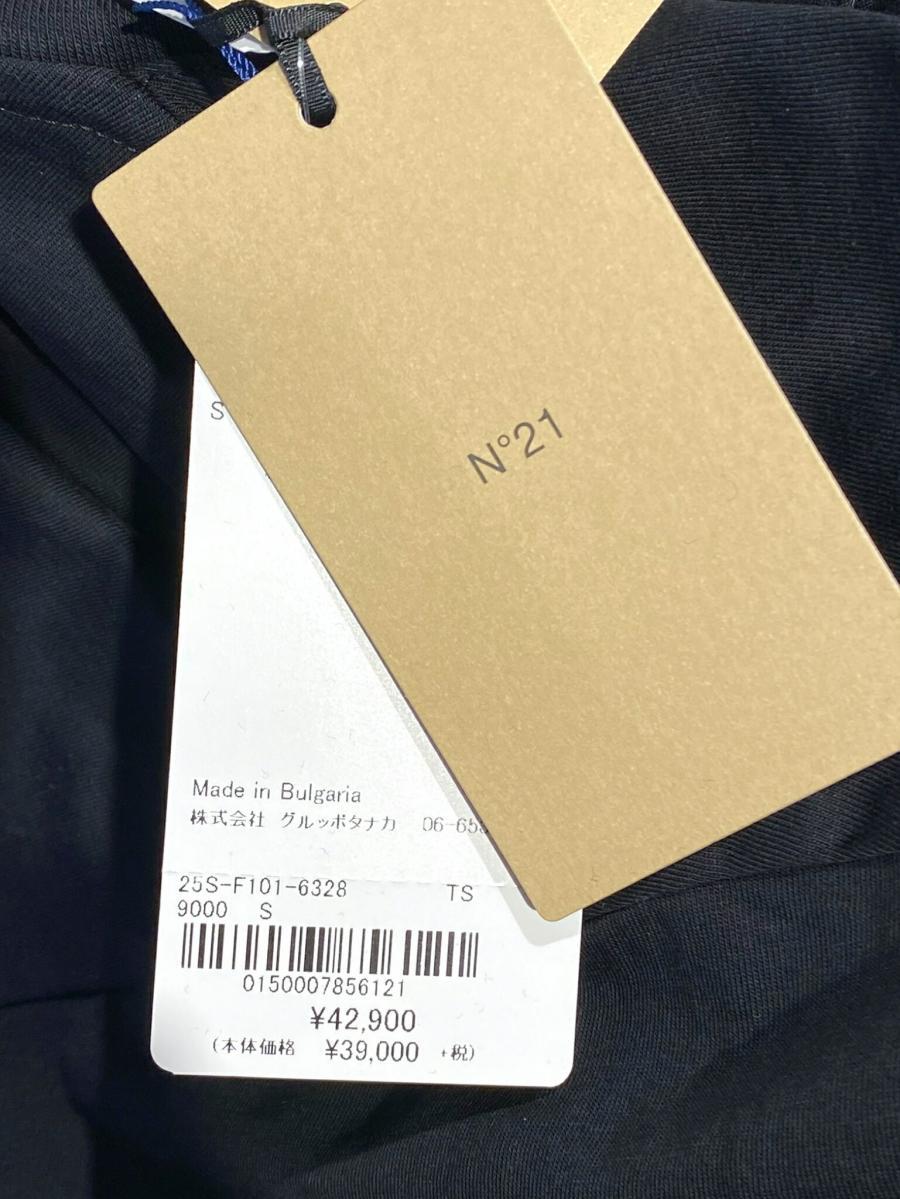 N°21
S
Made in Bulgaria
株式会社 グルッポタナカ 06-65
25S-F101-6328 TS
9000 S
0150007856121
¥42,900
(本体価格 ¥39,000 +税)